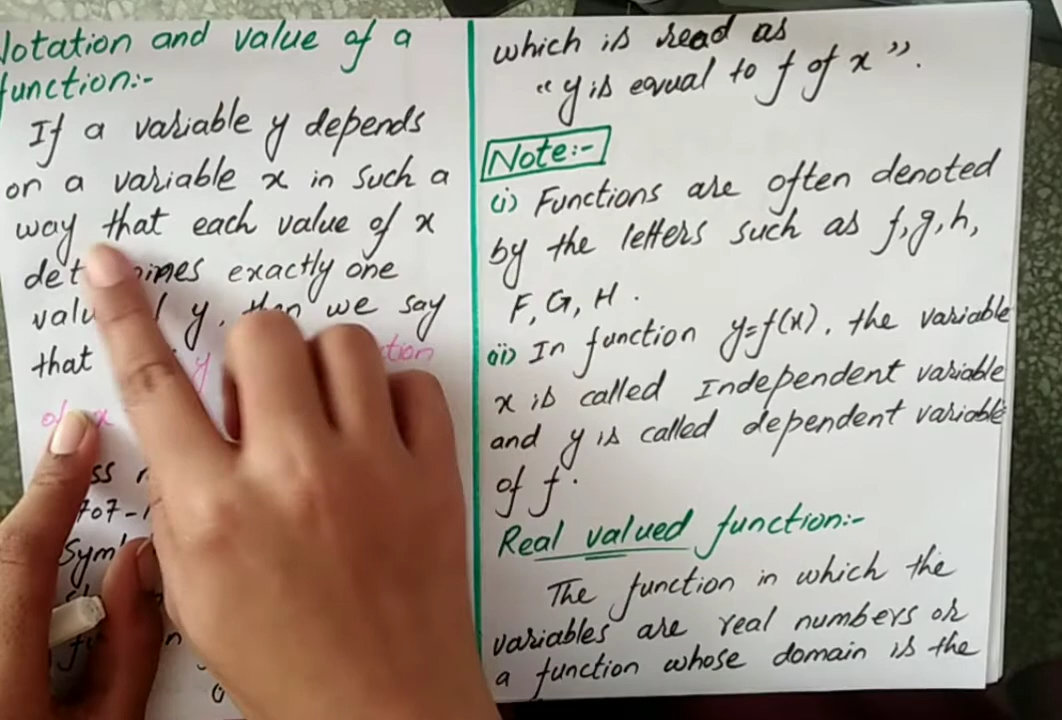 Notation and value of a
function:-
If a variable y depends
on a variable x in such a
way that each value of x
exactly one
y, then we say
that y
of x
Symb
which is read as
“y is equal to f of x”.
Note:-
(i) Functions are often denoted
by the letters such as f,g,h,
F, G, H.
(ii) In function y=f(x), the variable
x is called Independent variable
and y is called dependent variable
of f.
Real valued function:-
The function in which the
variables are real numbers or
a function whose domain is the